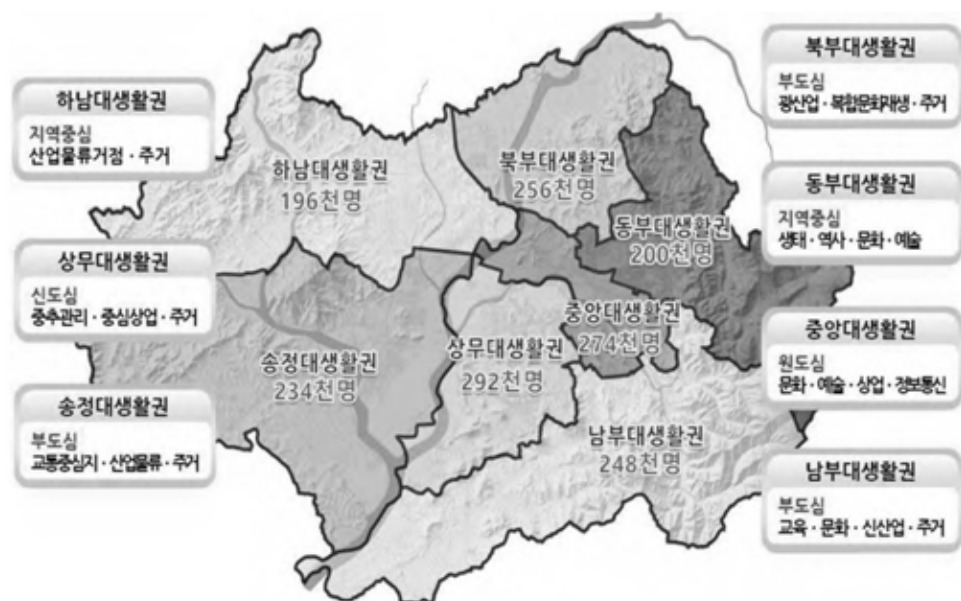 하남대생활권
지역중심
산업물류거점 · 주거
상무대생활권
신도심
중추관리 · 중심상업 · 주거
송정대생활권
부도심
교통중심지 · 산업물류 · 주거
하남대생활권
196천명
북부대생활권
256천명
동부대생활권
200천명
중앙대생활권
274천명
상무대생활권
292천명
송정대생활권
234천명
남부대생활권
248천명
북부대생활권
부도심
광산업 · 복합문화재생 · 주거
동부대생활권
지역중심
생태 · 역사 · 문화 · 예술
중앙대생활권
원도심
문화 · 예술 · 상업 · 정보통신
남부대생활권
부도심
교육 · 문화 · 신산업 · 주거